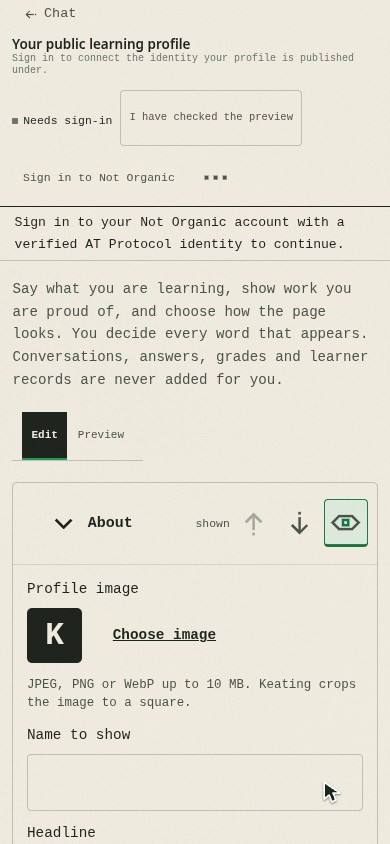 Chat
Your public learning profile
Sign in to connect the identity your profile is published
under.
Needs sign-in
I have checked the preview
Sign in to Not Organic
Sign in to your Not Organic account with a
verified AT Protocol identity to continue.
Say what you are learning, show work you
are proud of, and choose how the page
looks. You decide every word that appears.
Conversations, answers, grades and learner
records are never added for you.
Edit
Preview
About
shown
Profile image
K
Choose image
JPEG, PNG or WebP up to 10 MB. Keating crops
the image to a square.
Name to show
Headline